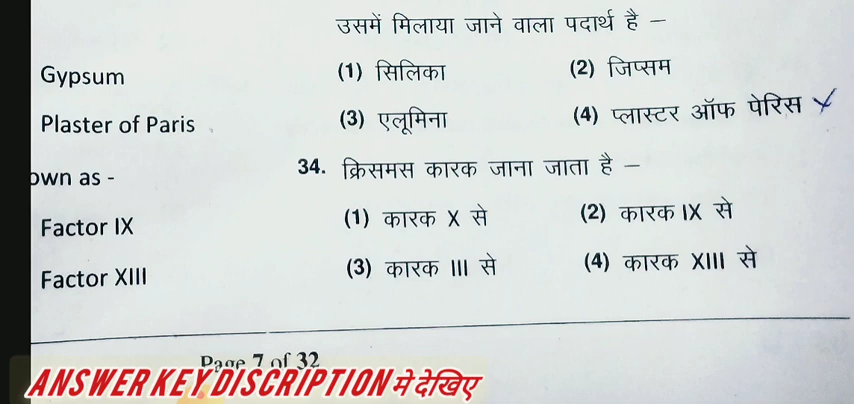 उसमें मिलाया जाने वाला पदार्थ है –
Gypsum
(1) सिलिका (2) जिप्सम
Plaster of Paris
(3) एलूमिना (4) प्लास्टर ऑफ पेरिस
own as -
34. क्रिसमस कारक जाना जाता है –
Factor IX
(1) कारक X से (2) कारक IX से
Factor XIII
(3) कारक III से (4) कारक XIII से
Page 7 of 32
ANSWER KEY DISCRIPTION मे देखिए